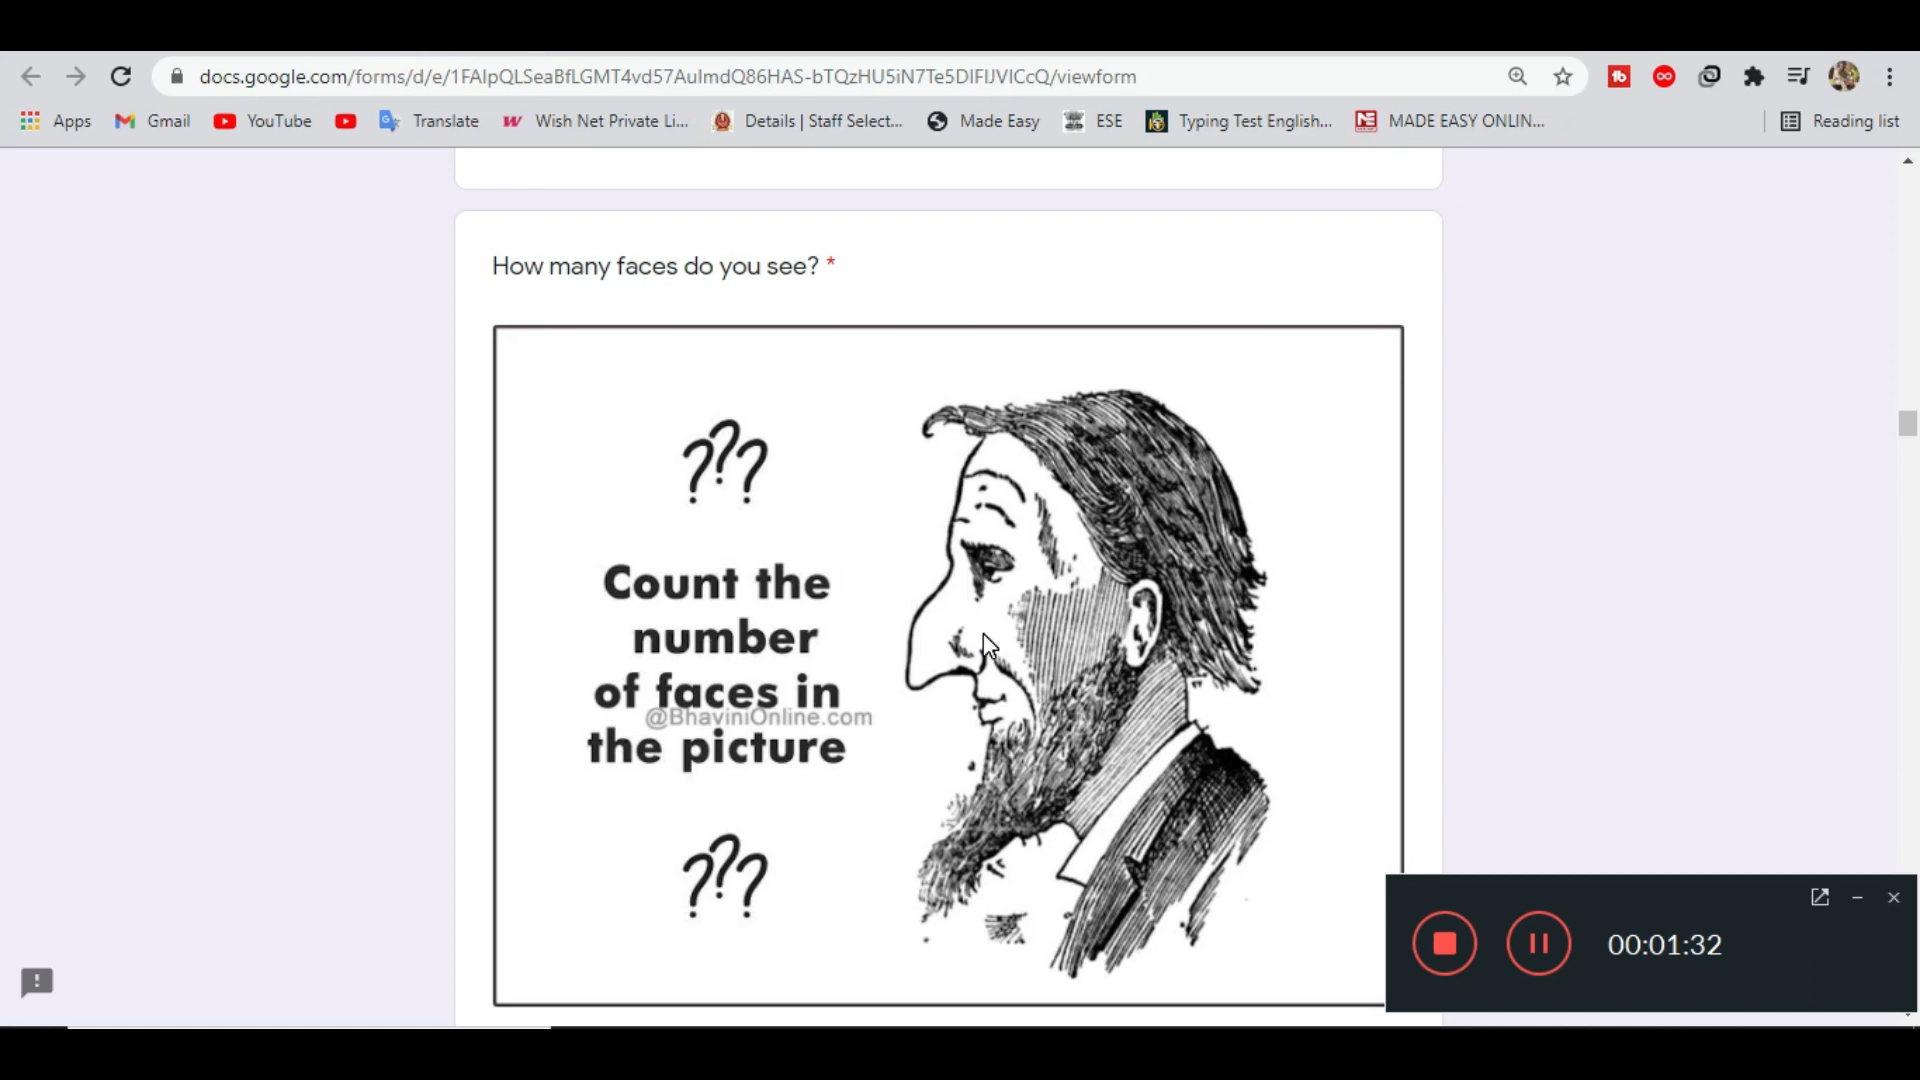 docs.google.com/forms/d/e/1FAIpQLSeaBfLGMT4vd57AuImdQ86HAS-bTQzHU5iN7Te5DIFIJVICcQ/viewform
Apps Gmail YouTube Translate Wish Net Private Li... Details | Staff Select... Made Easy ESE Typing Test English... MADE EASY ONLIN... Reading list
How many faces do you see? *
???
Count the
number
of faces in
@BhaviniOnline.com
the picture
???
00:01:32